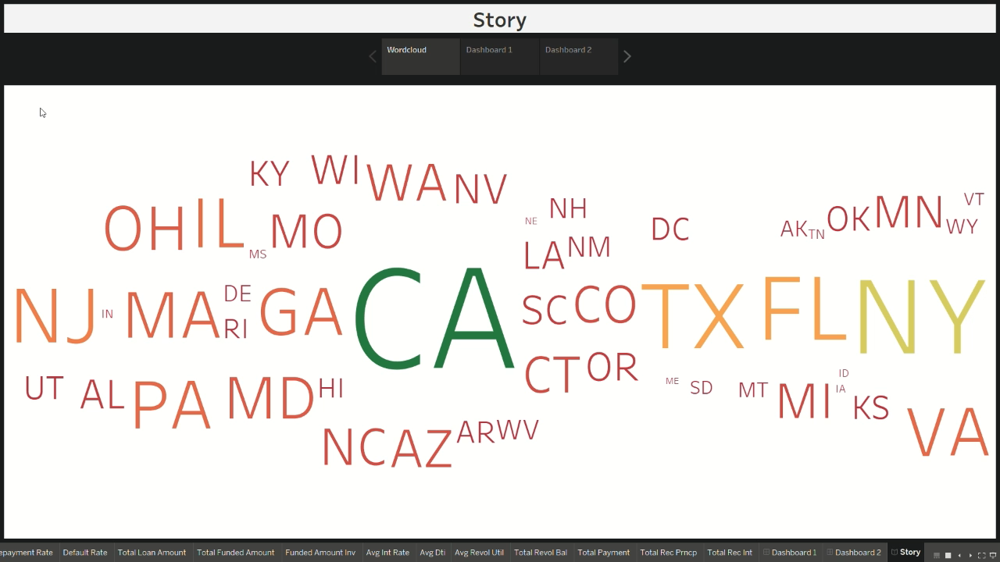 Story
Wordcloud
Dashboard 1
Dashboard 2
KY
WI
WA
NV
OH
IL
MS
MO
NE
NH
DC
AK
TN
OK
MN
VT
WY
LA
NM
NJ
IN
MA
DE
RI
GA
CA
SC
CO
TX
FL
NY
UT
AL
PA
MD
HI
CT
OR
ME
SD
MT
MI
ID
IA
KS
VA
NC
AZ
AR
WV
epayment Rate
Default Rate
Total Loan Amount
Total Funded Amount
Funded Amount Inv
Avg Int Rate
Avg Dti
Avg Revol Util
Total Revol Bal
Total Payment
Total Rec Prncp
Total Rec Int
Dashboard 1
Dashboard 2
Story